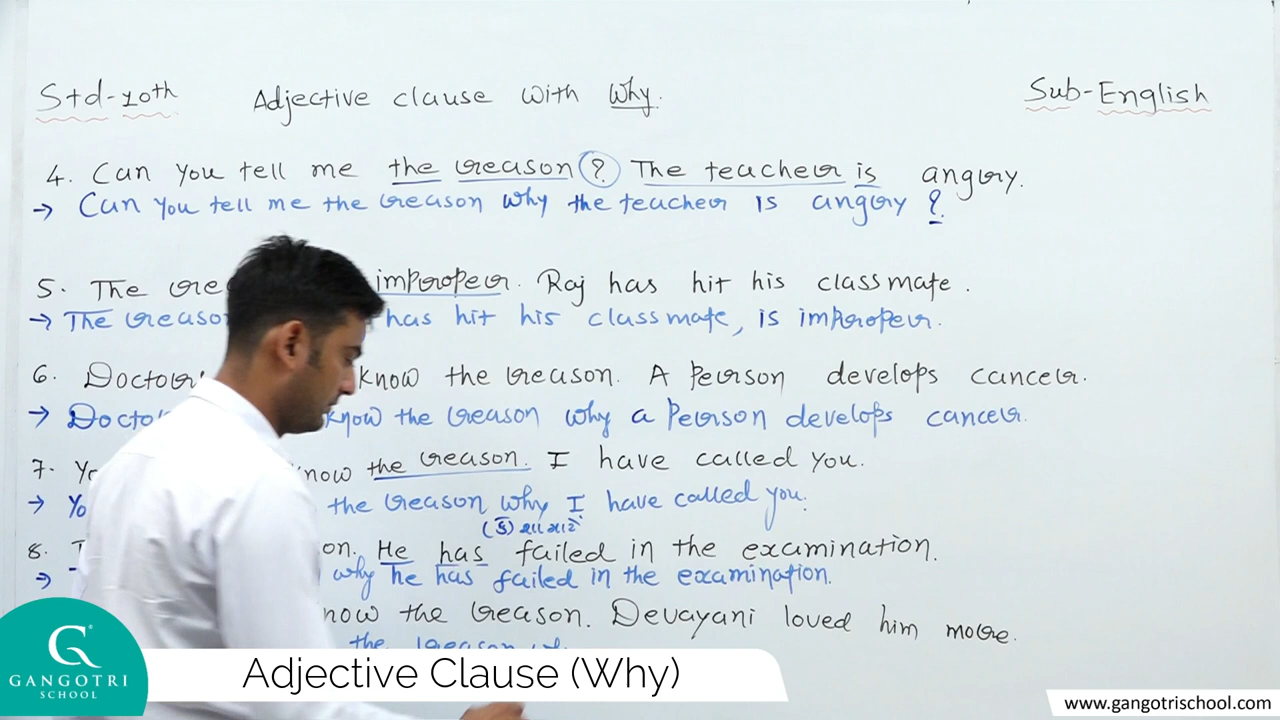 Std-10th Adjective clause with Why. Sub-English
4. Can you tell me the reason? The teacher is angry.
→ Can you tell me the reason why the teacher is angry?
5. The improper. Raj has hit his classmate.
→ The reason has hit his classmate, is improper.
6. Doctors know the reason. A Person develops cancer.
→ know the reason why a Person develops cancer.
7. know the reason. I have called you.
→ the reason why I have called you.
8. He has failed in the examination.
→ why he has failed in the examination.
the reason. Devayani loved him more.
the reason
Adjective Clause (Why)
GANGOTRI
SCHOOL
www.gangotrischool.com